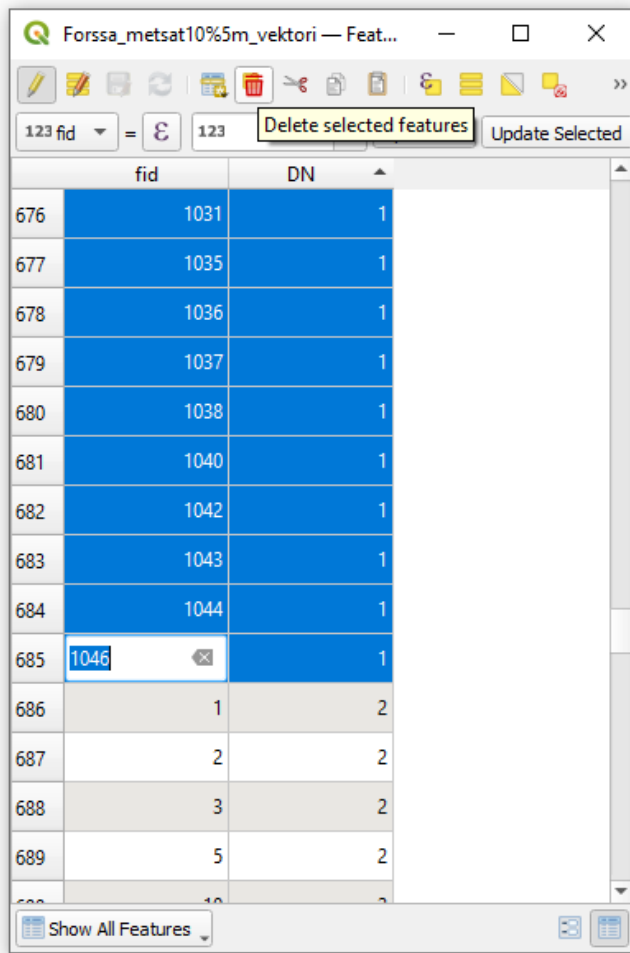 Forssa_metsat10%5m_vektori — Feat...
123 fid = ε 123 Update Selected
Delete selected features
fid DN
676 1031 1
677 1035 1
678 1036 1
679 1037 1
680 1038 1
681 1040 1
682 1042 1
683 1043 1
684 1044 1
685 1046 1
686 1 2
687 2 2
688 3 2
689 5 2
Show All Features